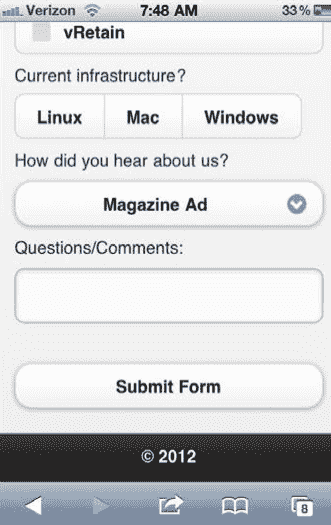 Verizon 7:48 AM 33%
vRetain
Current infrastructure?
Linux Mac Windows
How did you hear about us?
Magazine Ad
Questions/Comments:
Submit Form
© 2012
8